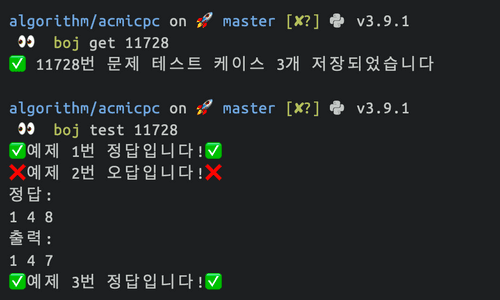 algorithm/acmicpc on 🚀 master [✘?] 🐍 v3.9.1
👀 boj get 11728
✅ 11728번 문제 테스트 케이스 3개 저장되었습니다
algorithm/acmicpc on 🚀 master [✘?] 🐍 v3.9.1
👀 boj test 11728
✅예제 1번 정답입니다!✅
❌예제 2번 오답입니다!❌
정답:
1 4 8
출력:
1 4 7
✅예제 3번 정답입니다!✅